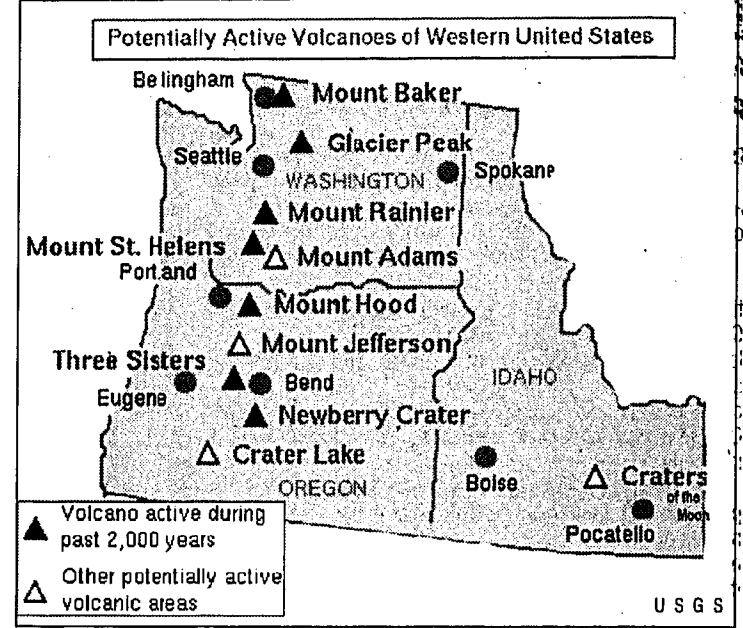 Potentially Active Volcanoes of Western United States
Bellingham
Mount Baker
Glacier Peak
Seattle
Spokane
WASHINGTON
Mount Rainier
Mount St. Helens
Mount Adams
Portland
Mount Hood
Mount Jefferson
Three Sisters
IDAHO
Eugene
Bend
Newberry Crater
Crater Lake
Boise
Craters
of the
Moon
OREGON
Pocatello
Volcano active during
past 2,000 years
Other potentially active
volcanic areas
USGS